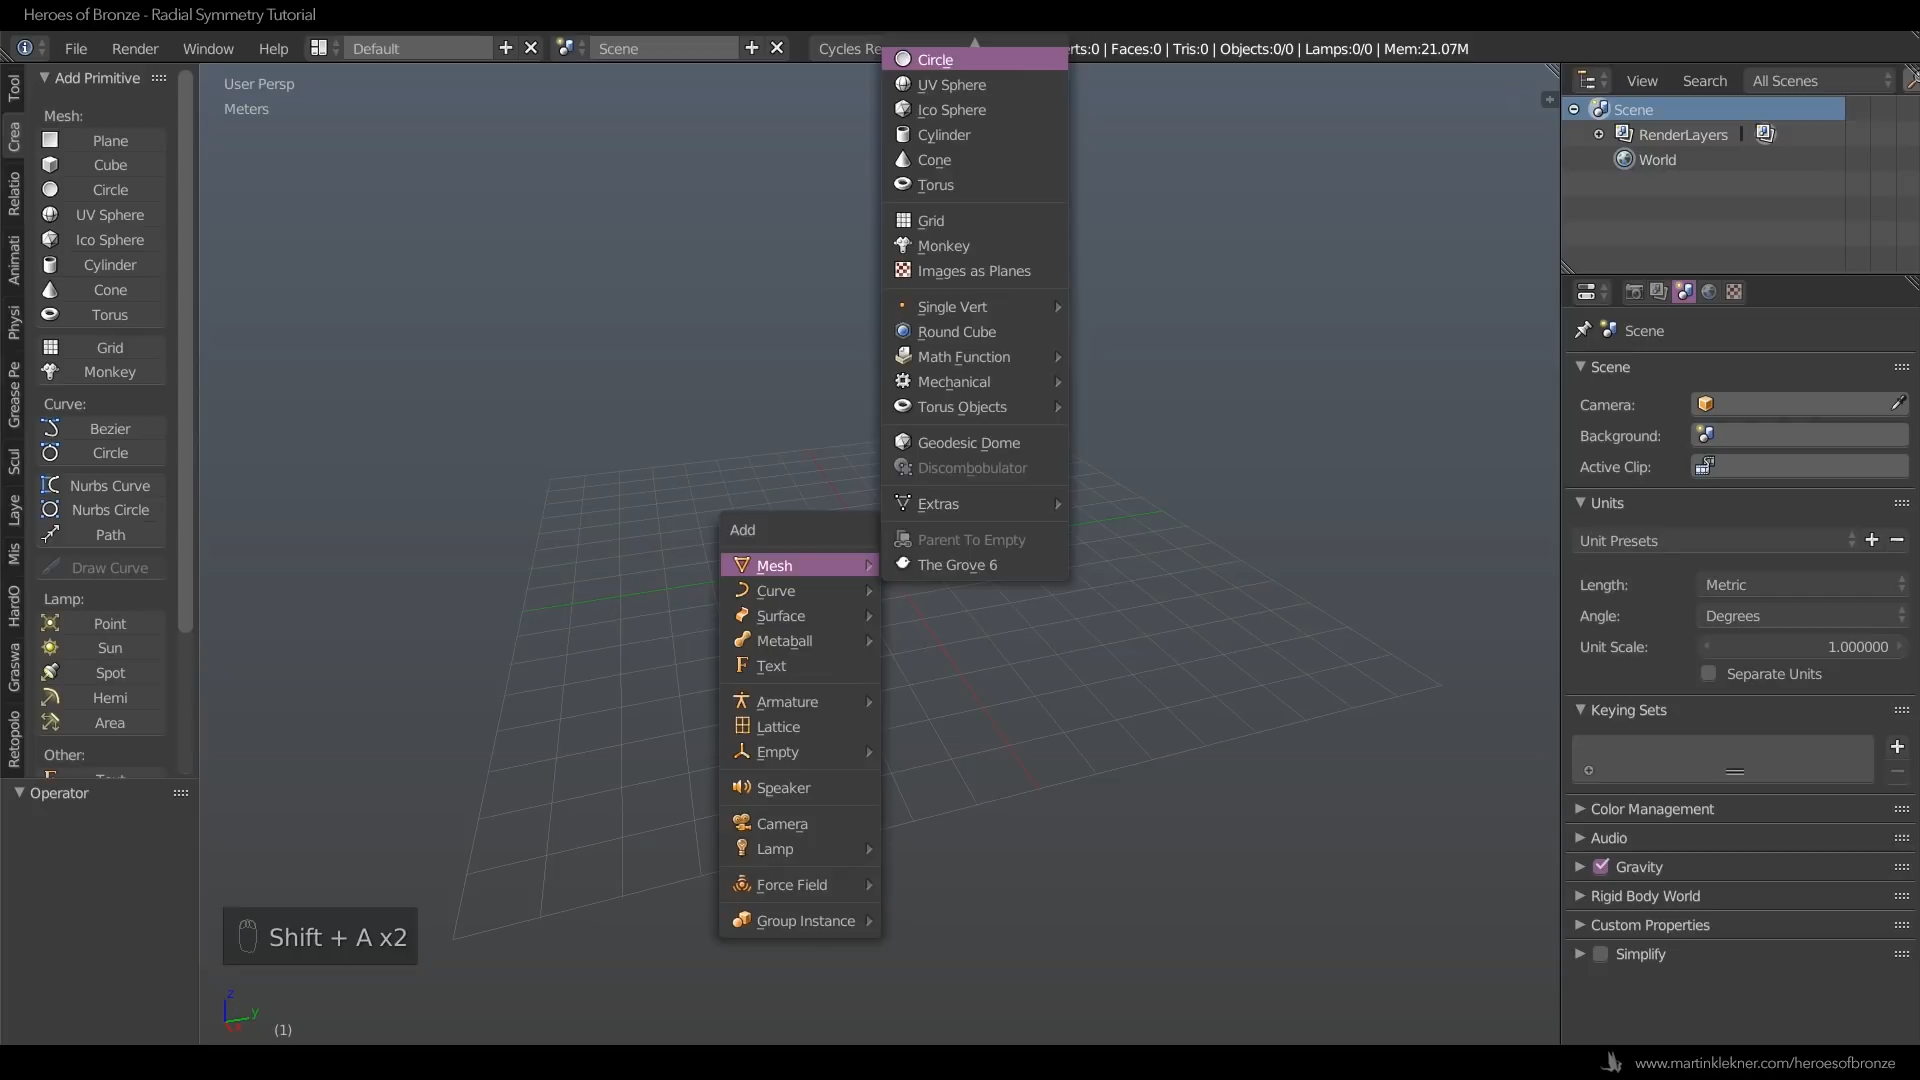 Heroes of Bronze - Radial Symmetry Tutorial
File Render Window Help Default Scene Cycles Re rts:0 | Faces:0 | Tris:0 | Objects:0/0 | Lamps:0/0 | Mem:21.07M
Tool
Crea
Relatio
Animati
Physi
Grease Pe
Scul
Laye
Mis
HardO
Graswa
Retopolo
Add Primitive
Mesh:
Plane
Cube
Circle
UV Sphere
Ico Sphere
Cylinder
Cone
Torus
Grid
Monkey
Curve:
Bezier
Circle
Nurbs Curve
Nurbs Circle
Path
Draw Curve
Lamp:
Point
Sun
Spot
Hemi
Area
Other:
Operator
User Persp
Meters
Add
Mesh
Curve
Surface
Metaball
Text
Armature
Lattice
Empty
Speaker
Camera
Lamp
Force Field
Group Instance
Circle
UV Sphere
Ico Sphere
Cylinder
Cone
Torus
Grid
Monkey
Images as Planes
Single Vert
Round Cube
Math Function
Mechanical
Torus Objects
Geodesic Dome
Discombobulator
Extras
Parent To Empty
The Grove 6
Shift + A x2
z
y
(1)
View Search All Scenes
Scene
RenderLayers
World
Scene
Scene
Camera:
Background:
Active Clip:
Units
Unit Presets
Length: Metric
Angle: Degrees
Unit Scale: 1.000000
Separate Units
Keying Sets
Color Management
Audio
Gravity
Rigid Body World
Custom Properties
Simplify
www.martinklekner.com/heroesofbronze